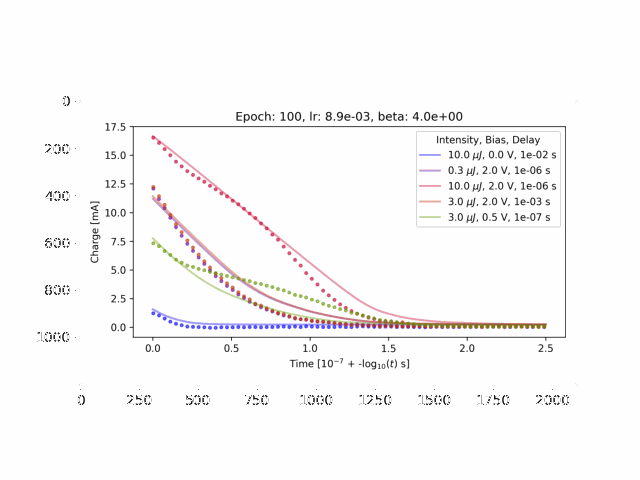 Epoch: 100, lr: 8.9e-03, beta: 4.0e+00
Charge [mA]
17.5
15.0
12.5
10.0
7.5
5.0
2.5
0.0
Intensity, Bias, Delay
10.0 μJ, 0.0 V, 1e-02 s
0.3 μJ, 2.0 V, 1e-06 s
10.0 μJ, 2.0 V, 1e-06 s
3.0 μJ, 2.0 V, 1e-03 s
3.0 μJ, 0.5 V, 1e-07 s
0.0 0.5 1.0 1.5 2.0 2.5
Time [10⁻⁷ + -log₁₀(t) s]
0
200
400
600
800
1000
0 250 500 750 1000 1250 1500 1750 2000